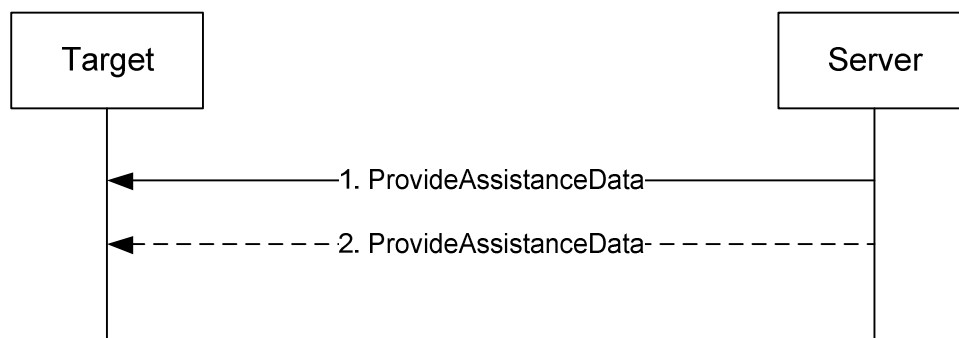 Target
Server
1. ProvideAssistanceData
2. ProvideAssistanceData